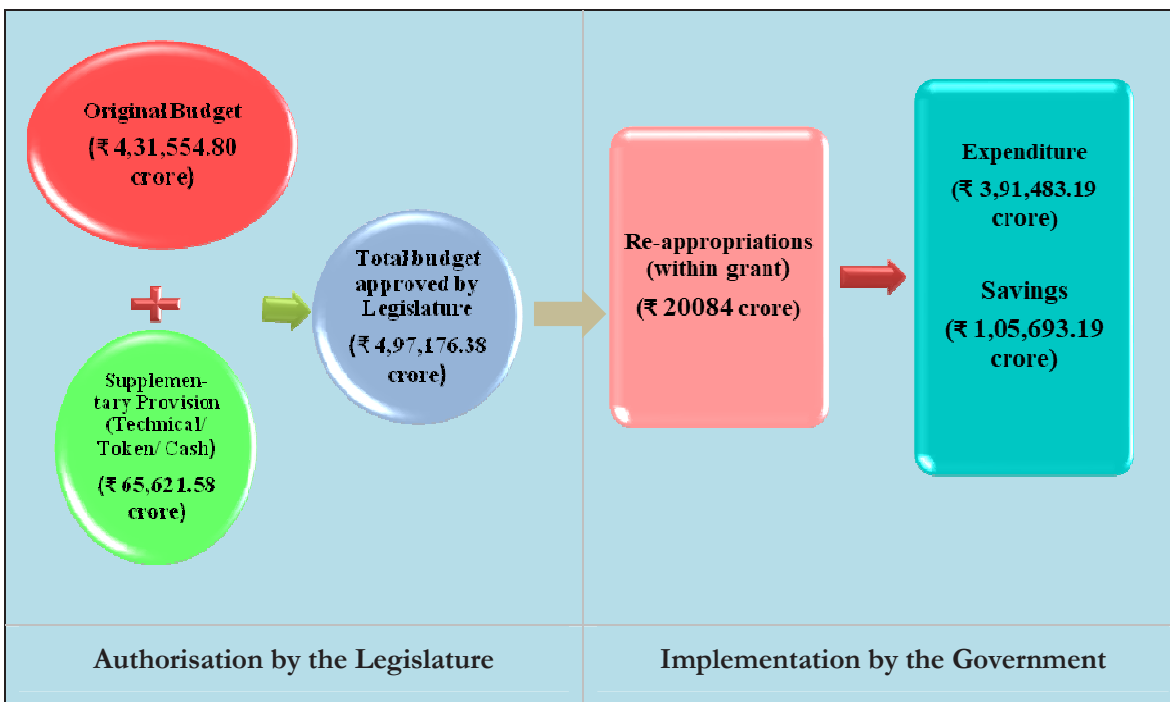 Original Budget
(₹ 4,31,554.80
crore)
Supplemen-
tary Provision
(Technical/
Token/ Cash)
(₹ 65,621.58
crore)
Total budget
approved by
Legislature
(₹ 4,97,176.38
crore)
Re-appropriations
(within grant)
(₹ 20084 crore)
Expenditure
(₹ 3,91,483.19
crore)
Savings
(₹ 1,05,693.19
crore)
Authorisation by the Legislature
Implementation by the Government